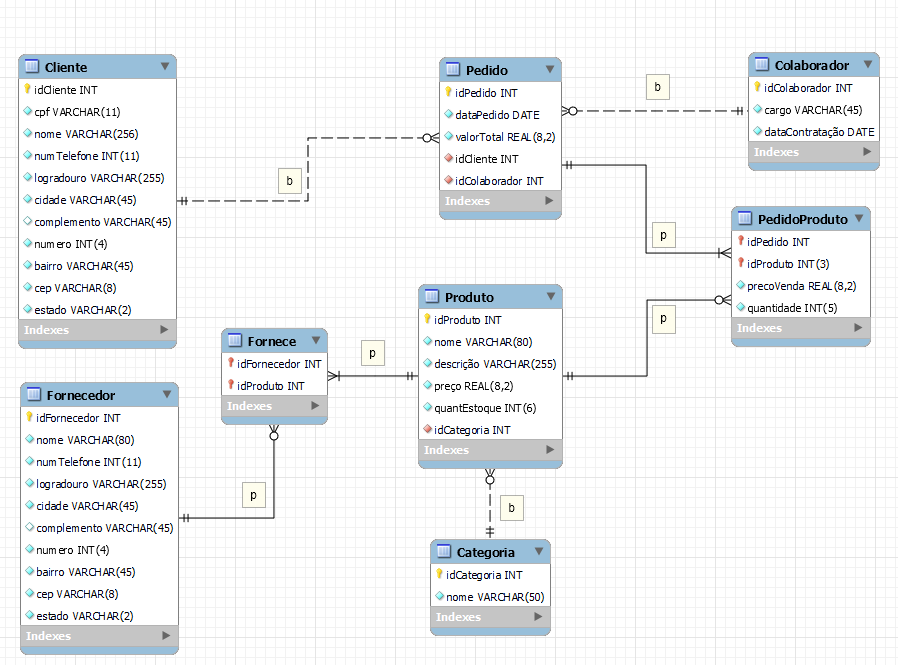 Cliente
idCliente INT
cpf VARCHAR(11)
nome VARCHAR(256)
numTelefone INT(11)
logradouro VARCHAR(255)
cidade VARCHAR(45)
complemento VARCHAR(45)
numero INT(4)
bairro VARCHAR(45)
cep VARCHAR(8)
estado VARCHAR(2)
Indexes
b
Pedido
idPedido INT
dataPedido DATE
valorTotal REAL(8,2)
idCliente INT
idColaborador INT
Indexes
b
Colaborador
idColaborador INT
cargo VARCHAR(45)
dataContratação DATE
Indexes
p
PedidoProduto
idPedido INT
idProduto INT(3)
precoVenda REAL(8,2)
quantidade INT(5)
Indexes
p
Produto
idProduto INT
nome VARCHAR(80)
descrição VARCHAR(255)
preço REAL(8,2)
quantEstoque INT(6)
idCategoria INT
Indexes
p
Fornece
idFornecedor INT
idProduto INT
Indexes
Fornecedor
idFornecedor INT
nome VARCHAR(80)
numTelefone INT(11)
logradouro VARCHAR(255)
cidade VARCHAR(45)
complemento VARCHAR(45)
numero INT(4)
bairro VARCHAR(45)
cep VARCHAR(8)
estado VARCHAR(2)
Indexes
p
b
Categoria
idCategoria INT
nome VARCHAR(50)
Indexes